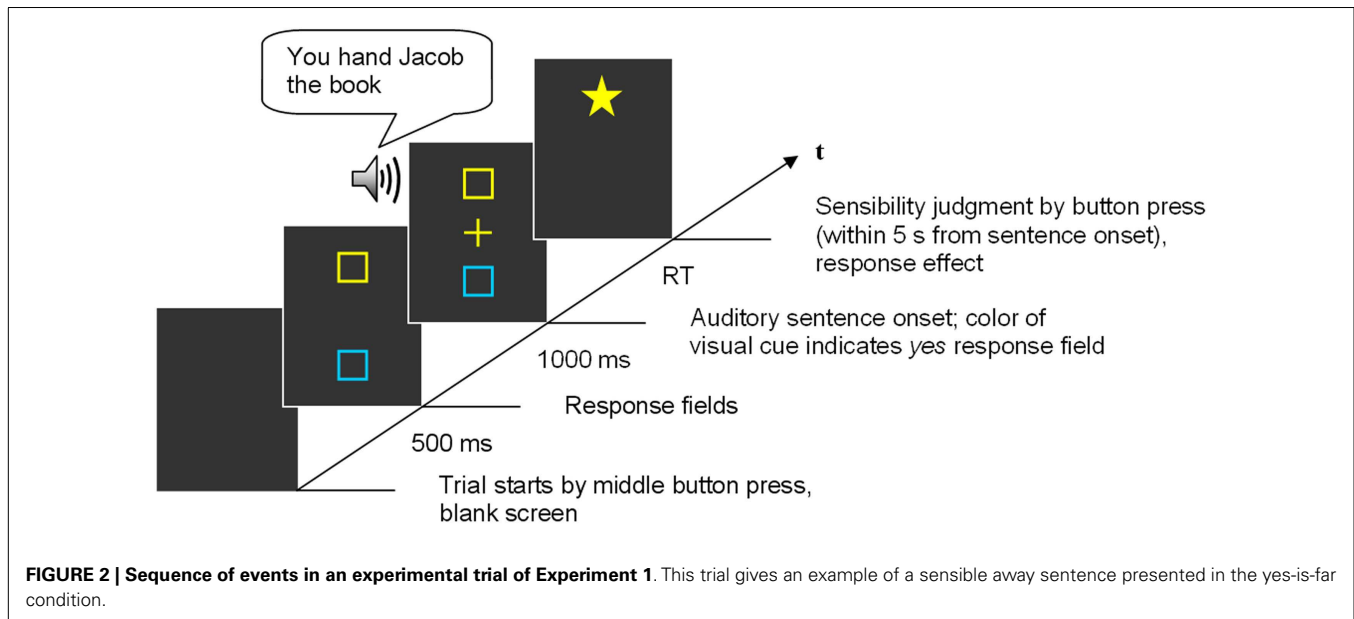 You hand Jacob
the book
t
Sensibility judgment by button press
(within 5 s from sentence onset),
response effect
RT
Auditory sentence onset; color of
visual cue indicates yes response field
1000 ms
Response fields
500 ms
Trial starts by middle button press,
blank screen
FIGURE 2 | Sequence of events in an experimental trial of Experiment 1. This trial gives an example of a sensible away sentence presented in the yes-is-far
condition.